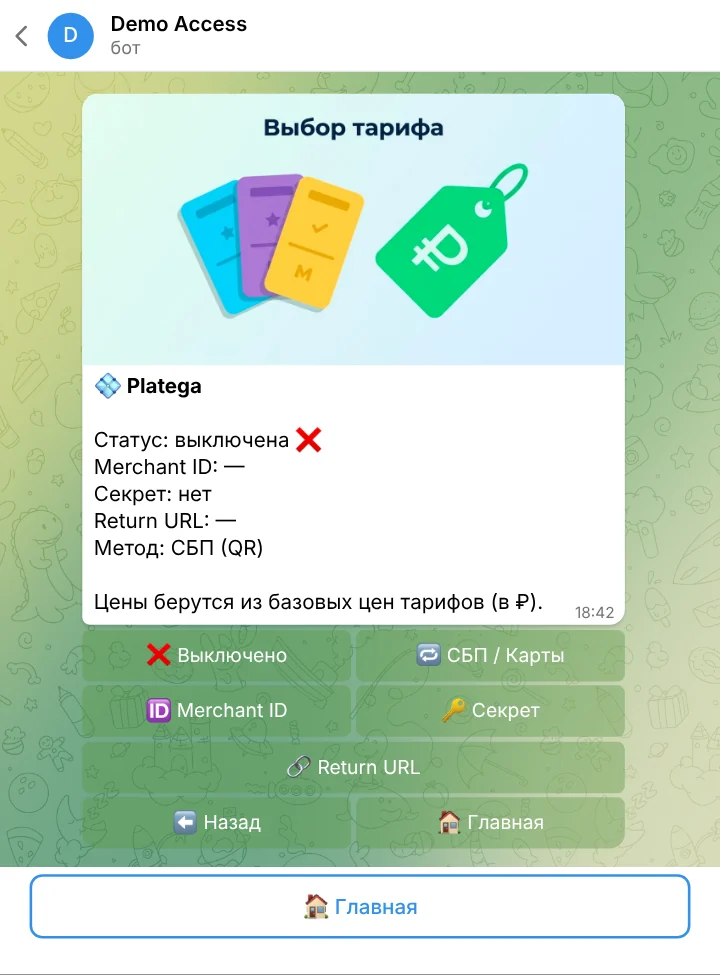 D
Demo Access
бот
Выбор тарифа
M
💠 Platega
Статус: выключена ❌
Merchant ID: —
Секрет: нет
Return URL: —
Метод: СБП (QR)
Цены берутся из базовых цен тарифов (в ₽).
18:42
❌ Выключено
🔁 СБП / Карты
🆔 Merchant ID
🔑 Секрет
🔗 Return URL
⬅️ Назад
🏠 Главная
🏠 Главная